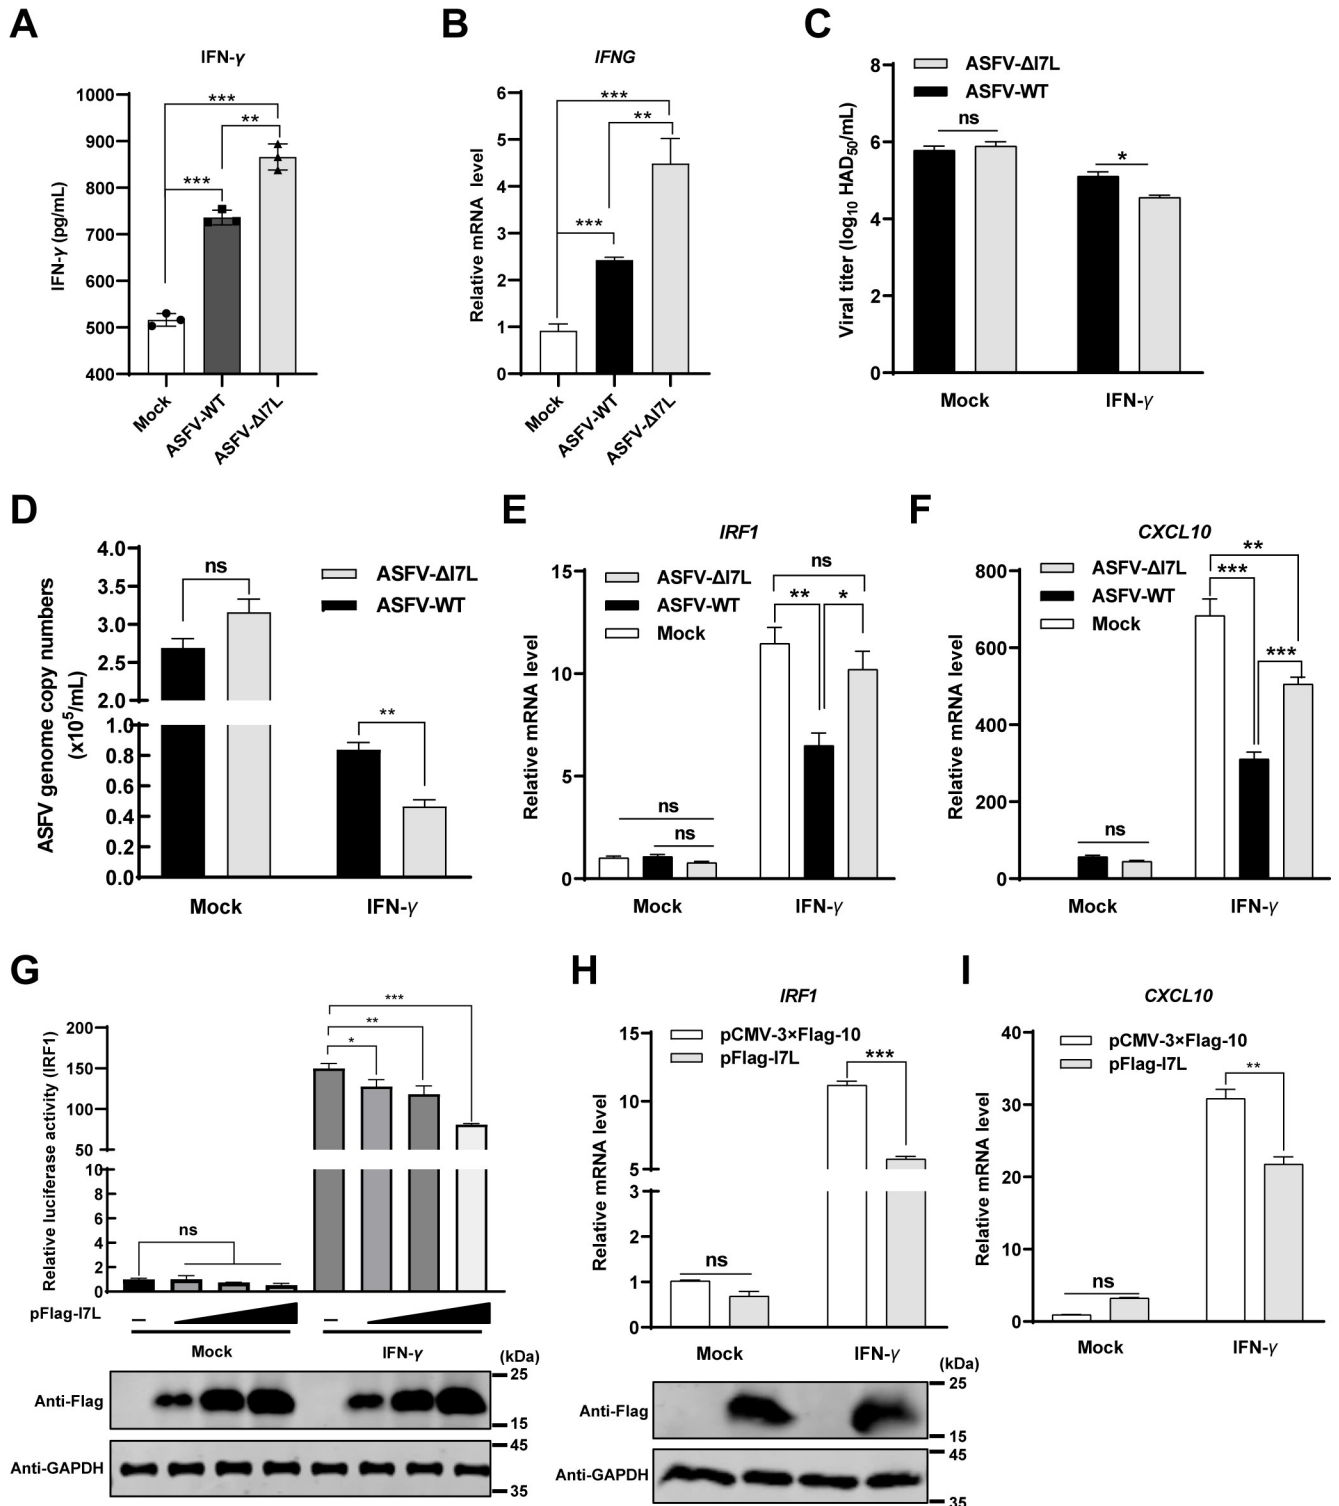 A
IFN-γ
IFN-γ (pg/mL)
1000
900
800
700
600
500
400
***
**
***
Mock
ASFV-WT
ASFV-ΔI7L
B
IFNG
Relative mRNA level
6
5
4
3
2
1
0
***
**
***
Mock
ASFV-WT
ASFV-ΔI7L
C
ASFV-ΔI7L
ASFV-WT
Viral titer (log10 HAD50/mL)
8
6
4
2
0
ns
*
Mock
IFN-γ
D
ASFV-ΔI7L
ASFV-WT
ASFV genome copy numbers
(x10⁵/mL)
4.0
3.5
3.0
2.5
2.0
1.0
0.8
0.6
0.4
0.2
0.0
ns
**
Mock
IFN-γ
E
IRF1
ASFV-ΔI7L
ASFV-WT
Mock
Relative mRNA level
15
10
5
0
ns
**
*
ns
ns
Mock
IFN-γ
F
CXCL10
ASFV-ΔI7L
ASFV-WT
Mock
Relative mRNA level
800
600
400
200
0
**
***
***
ns
Mock
IFN-γ
G
Relative luciferase activity (IRF1)
200
150
100
50
10
8
6
4
2
0
***
**
*
ns
pFlag-I7L
Mock
IFN-γ
(kDa)
Anti-Flag
25
15
Anti-GAPDH
45
35
H
IRF1
pCMV-3×Flag-10
pFlag-I7L
Relative mRNA level
15
10
5
3
2
1
0
***
ns
Mock
IFN-γ
(kDa)
Anti-Flag
25
15
Anti-GAPDH
45
35
I
CXCL10
pCMV-3×Flag-10
pFlag-I7L
Relative mRNA level
40
30
20
10
0
**
ns
Mock
IFN-γ